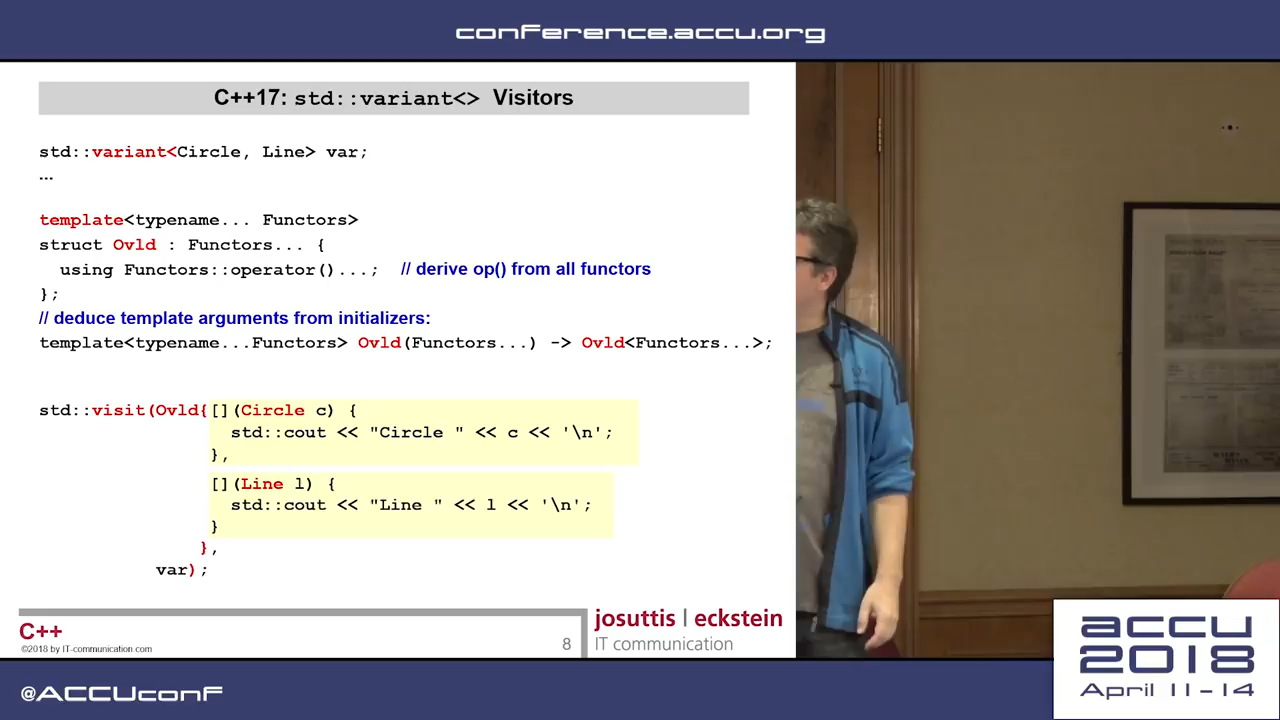 conference.accu.org
C++17: std::variant<> Visitors
std::variant<Circle, Line> var;
…
template<typename... Functors>
struct Ovld : Functors... {
using Functors::operator()...; // derive op() from all functors
};
// deduce template arguments from initializers:
template<typename...Functors> Ovld(Functors...) -> Ovld<Functors...>;
std::visit(Ovld{[](Circle c) {
std::cout << "Circle " << c << '\n';
},
[](Line l) {
std::cout << "Line " << l << '\n';
}
},
var);
C++
©2018 by IT-communication.com
8
josuttis | eckstein
IT communication
accu
2018
April 11-14
@ACCUconf